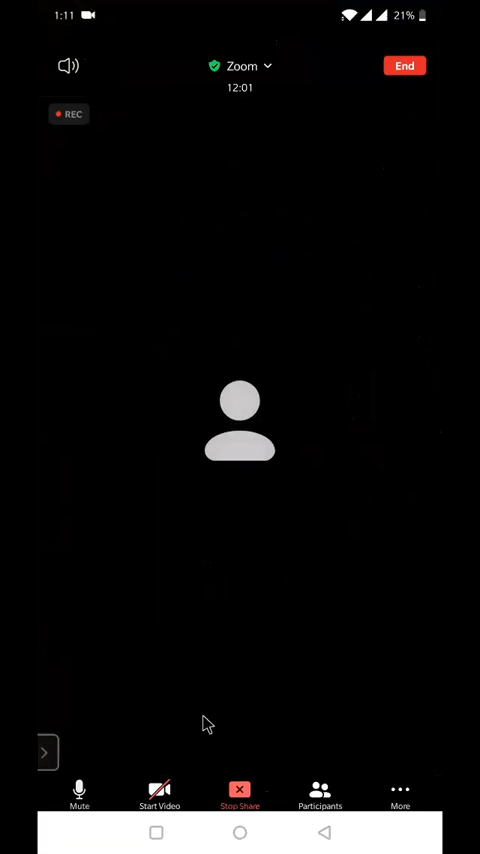 1:11 21%
Zoom End
12:01
REC
Mute Start Video Stop Share Participants More